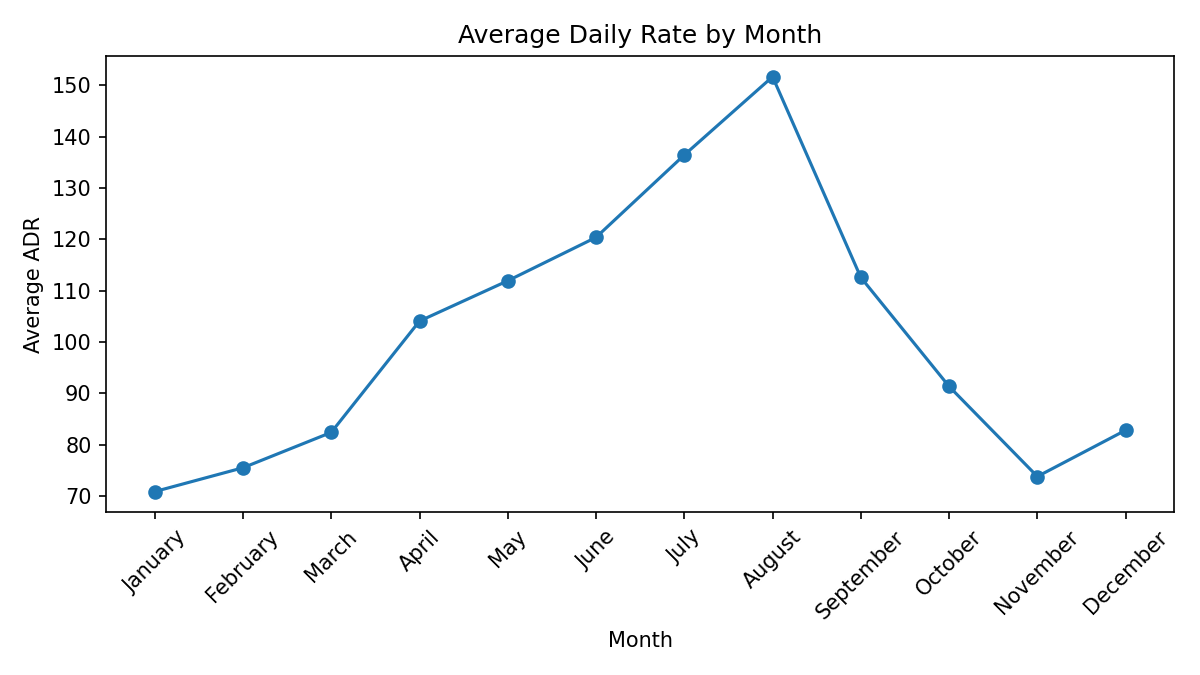 Average Daily Rate by Month
Average ADR
150
140
130
120
110
100
90
80
70
January
February
March
April
May
June
July
August
September
October
November
December
Month